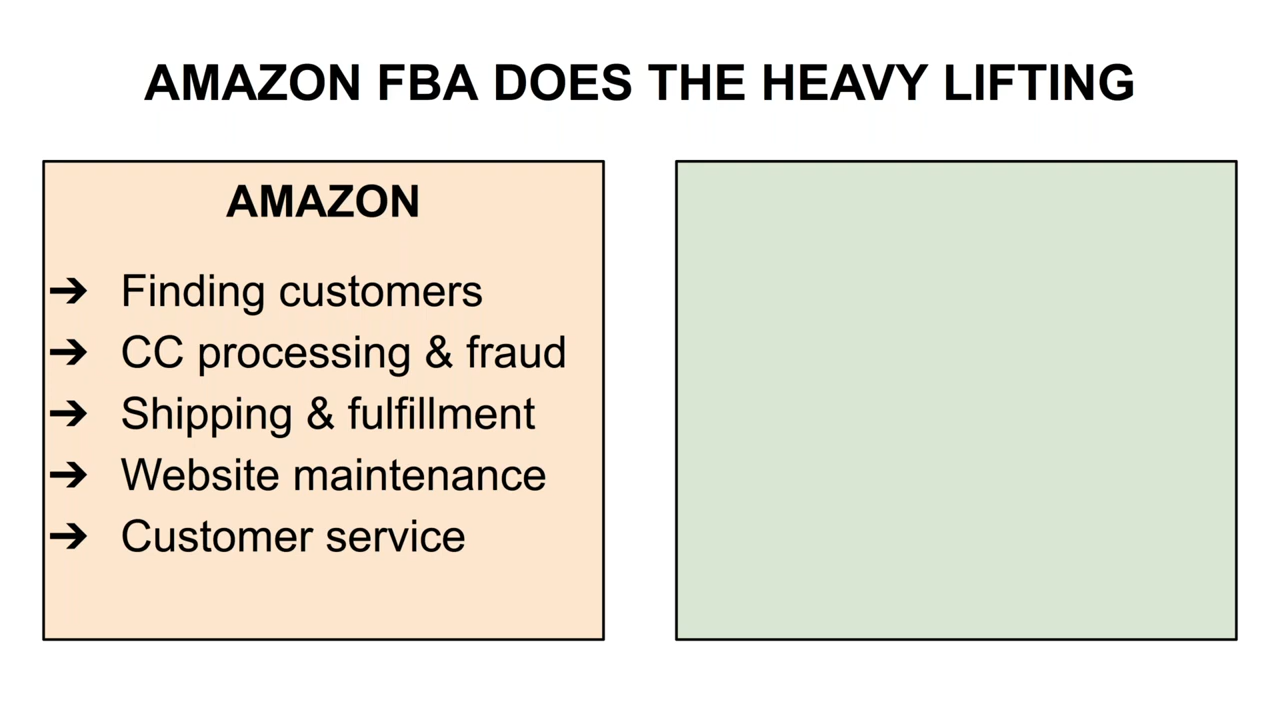 AMAZON FBA DOES THE HEAVY LIFTING
AMAZON
➔ Finding customers
➔ CC processing & fraud
➔ Shipping & fulfillment
➔ Website maintenance
➔ Customer service